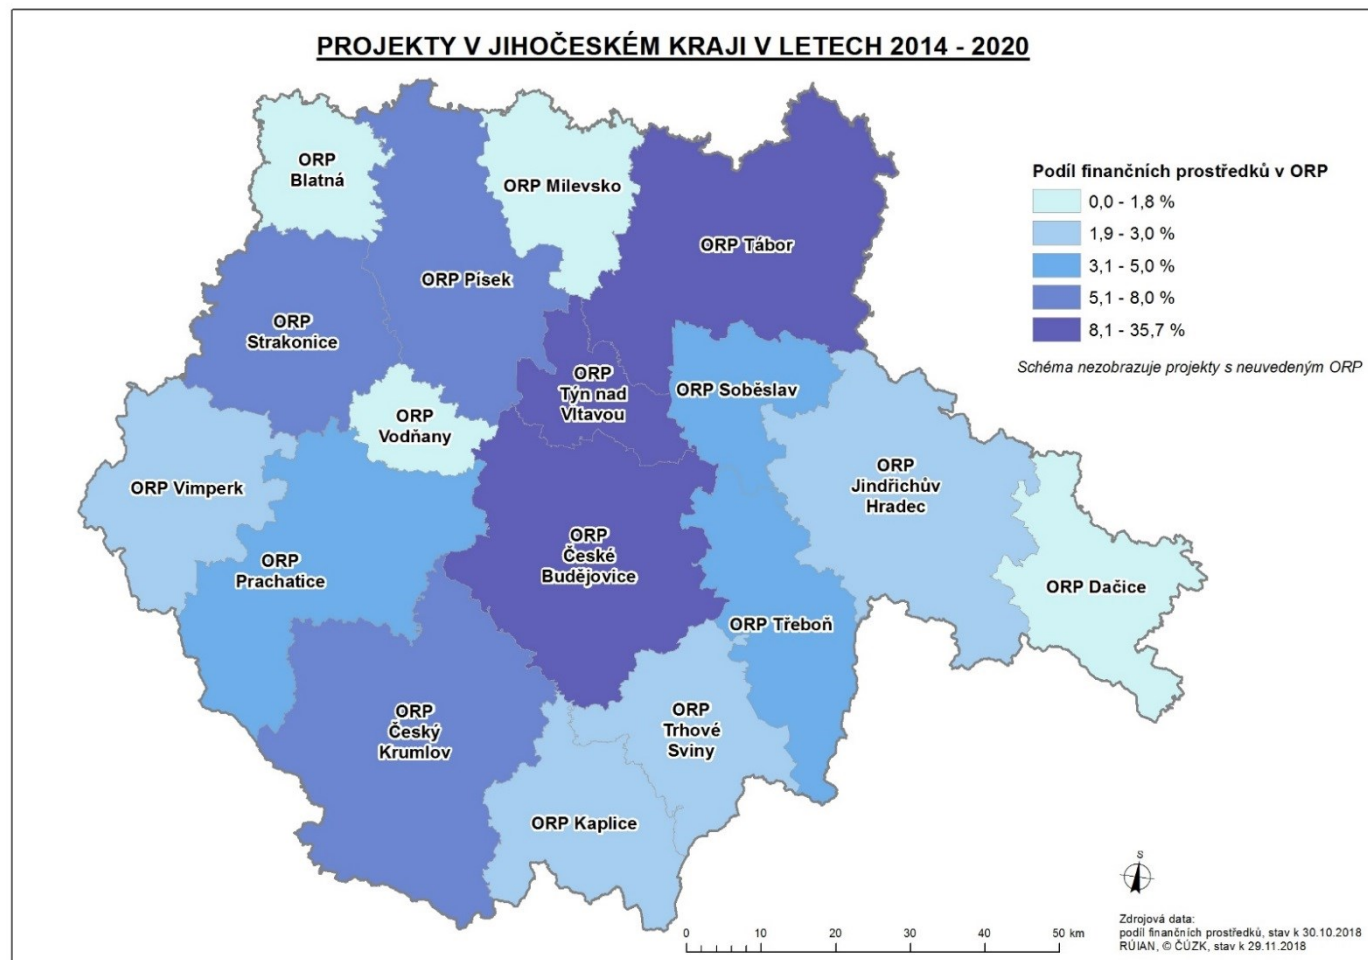 PROJEKTY V JIHOČESKÉM KRAJI V LETECH 2014 - 2020
Podíl finančních prostředků v ORP
0,0 - 1,8 %
1,9 - 3,0 %
3,1 - 5,0 %
5,1 - 8,0 %
8,1 - 35,7 %
Schéma nezobrazuje projekty s neuvedeným ORP
ORP
Blatná
ORP Milevsko
ORP Tábor
ORP Písek
ORP
Strakonice
ORP
Týn nad
Vltavou
ORP Soběslav
ORP
Vodňany
ORP Vimperk
ORP
Jindřichův
Hradec
ORP
České
Budějovice
ORP
Prachatice
ORP Dačice
ORP Třeboň
ORP
Český
Krumlov
ORP
Trhové
Sviny
ORP Kaplice
S
0 10 20 30 40 50 km
Zdrojová data:
podíl finančních prostředků, stav k 30.10.2018
RÚIAN, © ČÚZK, stav k 29.11.2018